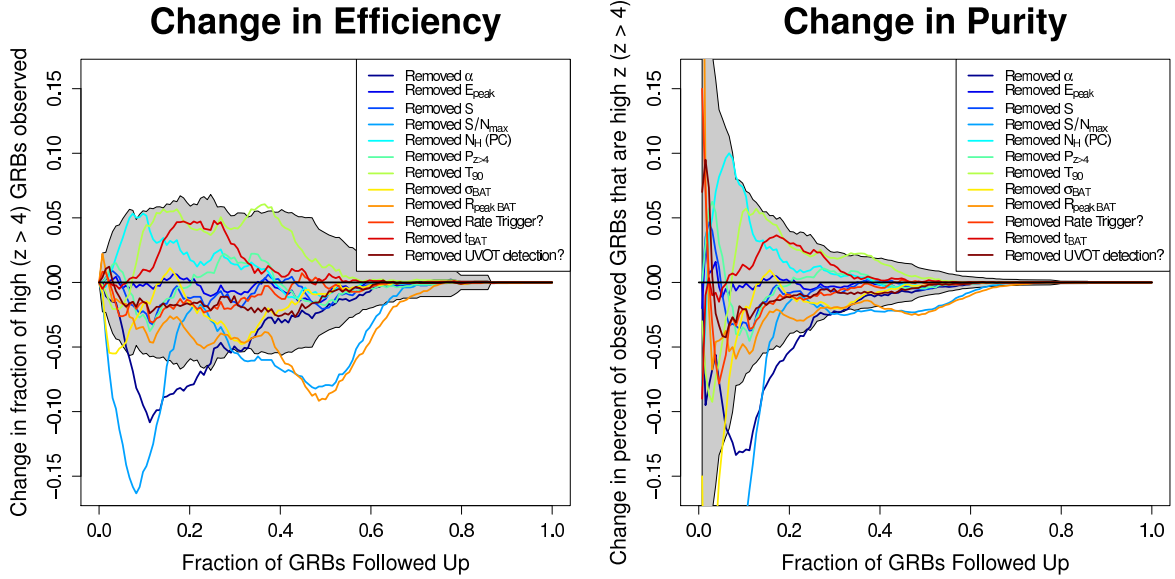 Change in Efficiency
Change in fraction of high (z > 4) GRBs observed
0.15
0.10
0.05
0.00
−0.05
−0.10
−0.15
Removed α
Removed E_peak
Removed S
Removed S/N_max
Removed N_H (PC)
Removed P_z>4
Removed T_90
Removed σ_BAT
Removed R_peak BAT
Removed Rate Trigger?
Removed t_BAT
Removed UVOT detection?
0.0 0.2 0.4 0.6 0.8 1.0
Fraction of GRBs Followed Up
Change in Purity
Change in percent of observed GRBs that are high z (z > 4)
0.15
0.10
0.05
0.00
−0.05
−0.10
−0.15
Removed α
Removed E_peak
Removed S
Removed S/N_max
Removed N_H (PC)
Removed P_z>4
Removed T_90
Removed σ_BAT
Removed R_peak BAT
Removed Rate Trigger?
Removed t_BAT
Removed UVOT detection?
0.0 0.2 0.4 0.6 0.8 1.0
Fraction of GRBs Followed Up